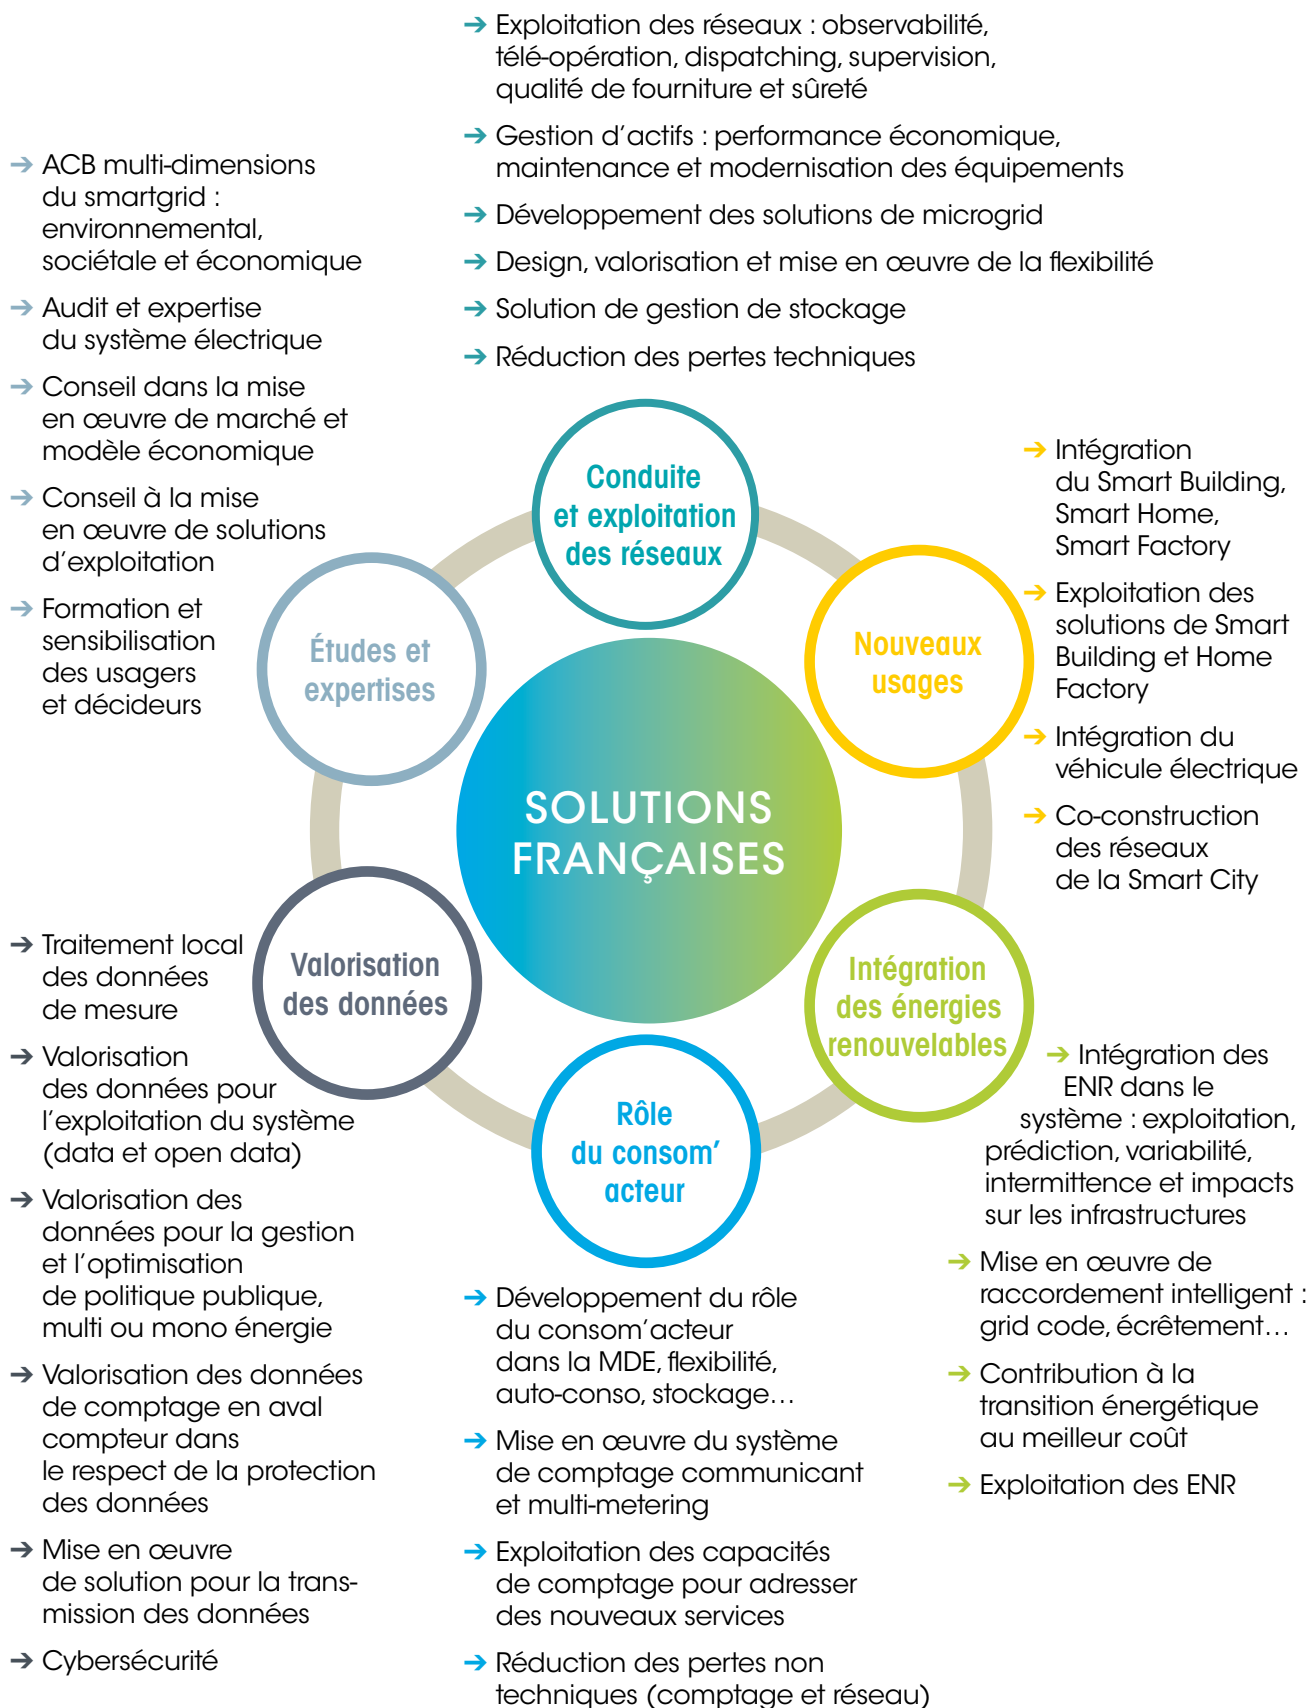 ➔ Exploitation des réseaux : observabilité,
télé-opération, dispatching, supervision,
qualité de fourniture et sûreté
➔ Gestion d’actifs : performance économique,
maintenance et modernisation des équipements
➔ Développement des solutions de microgrid
➔ Design, valorisation et mise en œuvre de la flexibilité
➔ Solution de gestion de stockage
➔ Réduction des pertes techniques
➔ ACB multi-dimensions
du smartgrid :
environnemental,
sociétale et économique
➔ Audit et expertise
du système électrique
➔ Conseil dans la mise
en œuvre de marché et
modèle économique
➔ Conseil à la mise
en œuvre de solutions
d’exploitation
➔ Formation et
sensibilisation
des usagers
et décideurs
Conduite
et exploitation
des réseaux
Études et
expertises
Nouveaux
usages
➔ Intégration
du Smart Building,
Smart Home,
Smart Factory
➔ Exploitation des
solutions de Smart
Building et Home
Factory
➔ Intégration du
véhicule électrique
➔ Co-construction
des réseaux
de la Smart City
SOLUTIONS
FRANÇAISES
Valorisation
des données
Intégration
des énergies
renouvelables
Rôle
du consom’
acteur
➔ Traitement local
des données
de mesure
➔ Valorisation
des données pour
l’exploitation du système
(data et open data)
➔ Valorisation des
données pour la gestion
et l’optimisation
de politique publique,
multi ou mono énergie
➔ Valorisation des données
de comptage en aval
compteur dans
le respect de la protection
des données
➔ Mise en œuvre
de solution pour la trans-
mission des données
➔ Cybersécurité
➔ Développement du rôle
du consom’acteur
dans la MDE, flexibilité,
auto-conso, stockage…
➔ Mise en œuvre du système
de comptage communicant
et multi-metering
➔ Exploitation des capacités
de comptage pour adresser
des nouveaux services
➔ Réduction des pertes non
techniques (comptage et réseau)
➔ Intégration des
ENR dans le
système : exploitation,
prédiction, variabilité,
intermittence et impacts
sur les infrastructures
➔ Mise en œuvre de
raccordement intelligent :
grid code, écrêtement…
➔ Contribution à la
transition énergétique
au meilleur coût
➔ Exploitation des ENR